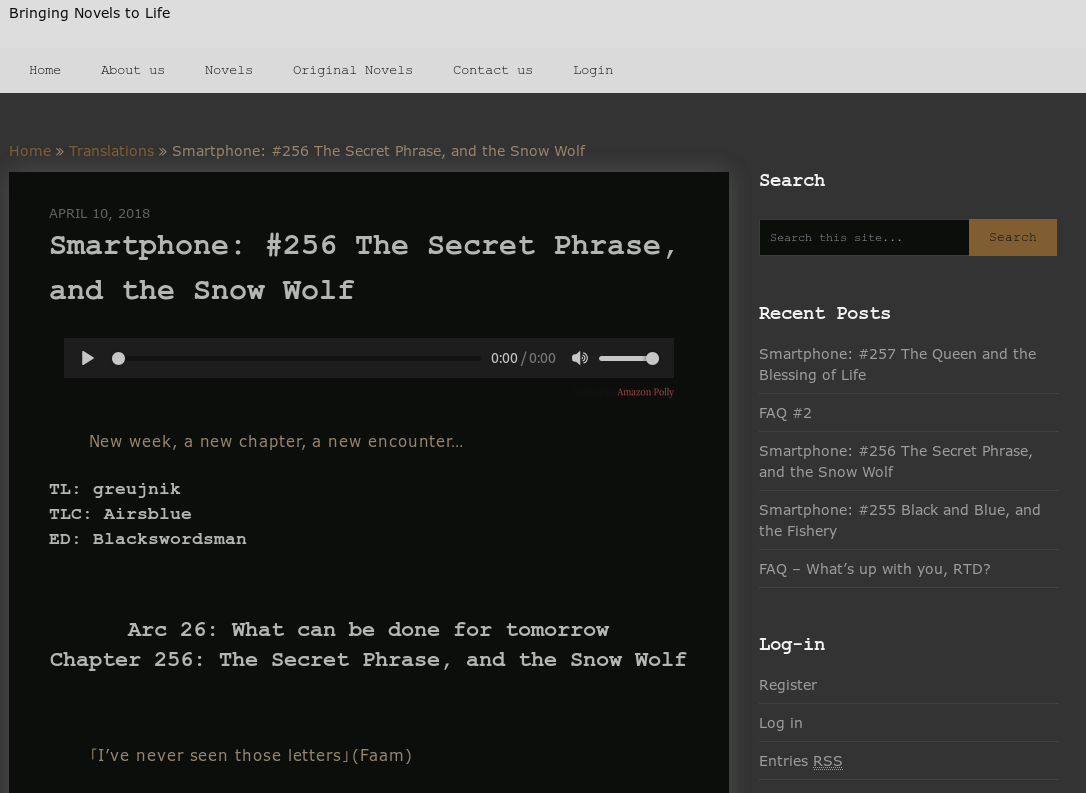 Bringing Novels to Life
Home About us Novels Original Novels Contact us Login
Home » Translations » Smartphone: #256 The Secret Phrase, and the Snow Wolf
APRIL 10, 2018
Smartphone: #256 The Secret Phrase,
and the Snow Wolf
0:00 / 0:00
Amazon Polly
New week, a new chapter, a new encounter…
TL: greujnik
TLC: Airsblue
ED: Blackswordsman
Arc 26: What can be done for tomorrow
Chapter 256: The Secret Phrase, and the Snow Wolf
「I’ve never seen those letters」(Faam)
Search
Search this site...
Search
Recent Posts
Smartphone: #257 The Queen and the
Blessing of Life
FAQ #2
Smartphone: #256 The Secret Phrase,
and the Snow Wolf
Smartphone: #255 Black and Blue, and
the Fishery
FAQ – What’s up with you, RTD?
Log-in
Register
Log in
Entries RSS